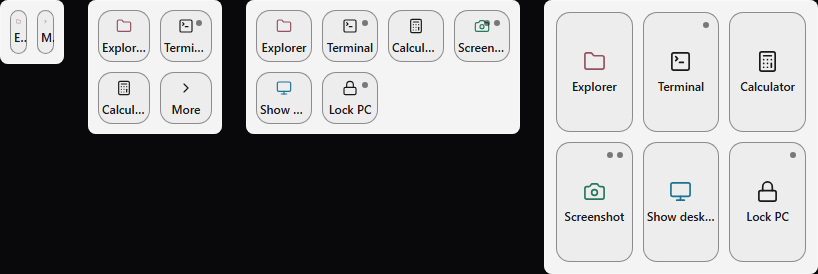 E..
M.
Explor...
Termi...
Calcul...
More
Explorer
Terminal
Calcul...
Screen...
Show ...
Lock PC
Explorer
Terminal
Calculator
Screenshot
Show desk...
Lock PC